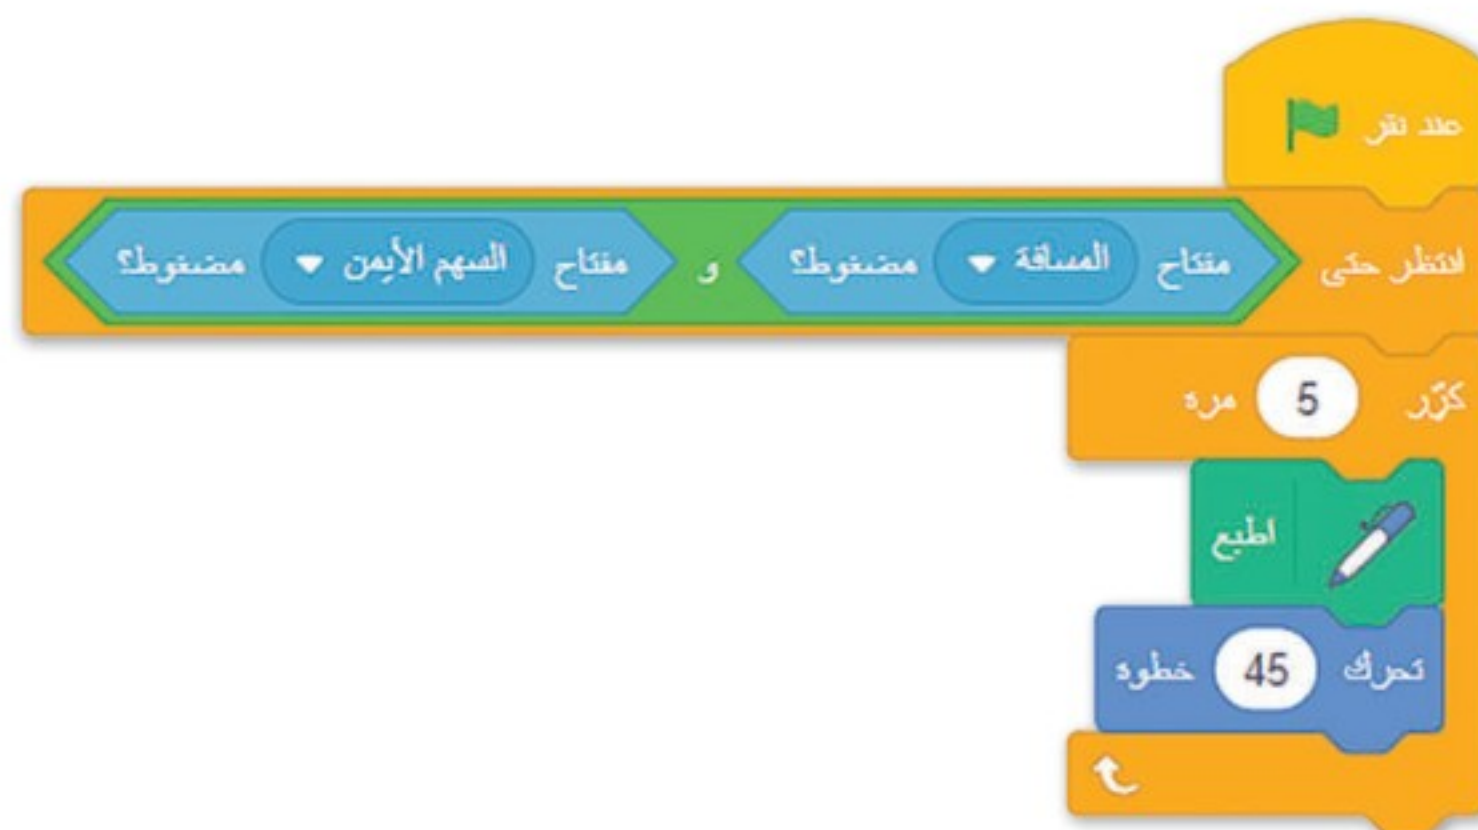 عند نقر
انتظر حتى مفتاح المسافة مضغوط؟ و مفتاح السهم الأيمن مضغوط؟
كرّر 5 مرة
اطبع
تحرك 45 خطوة